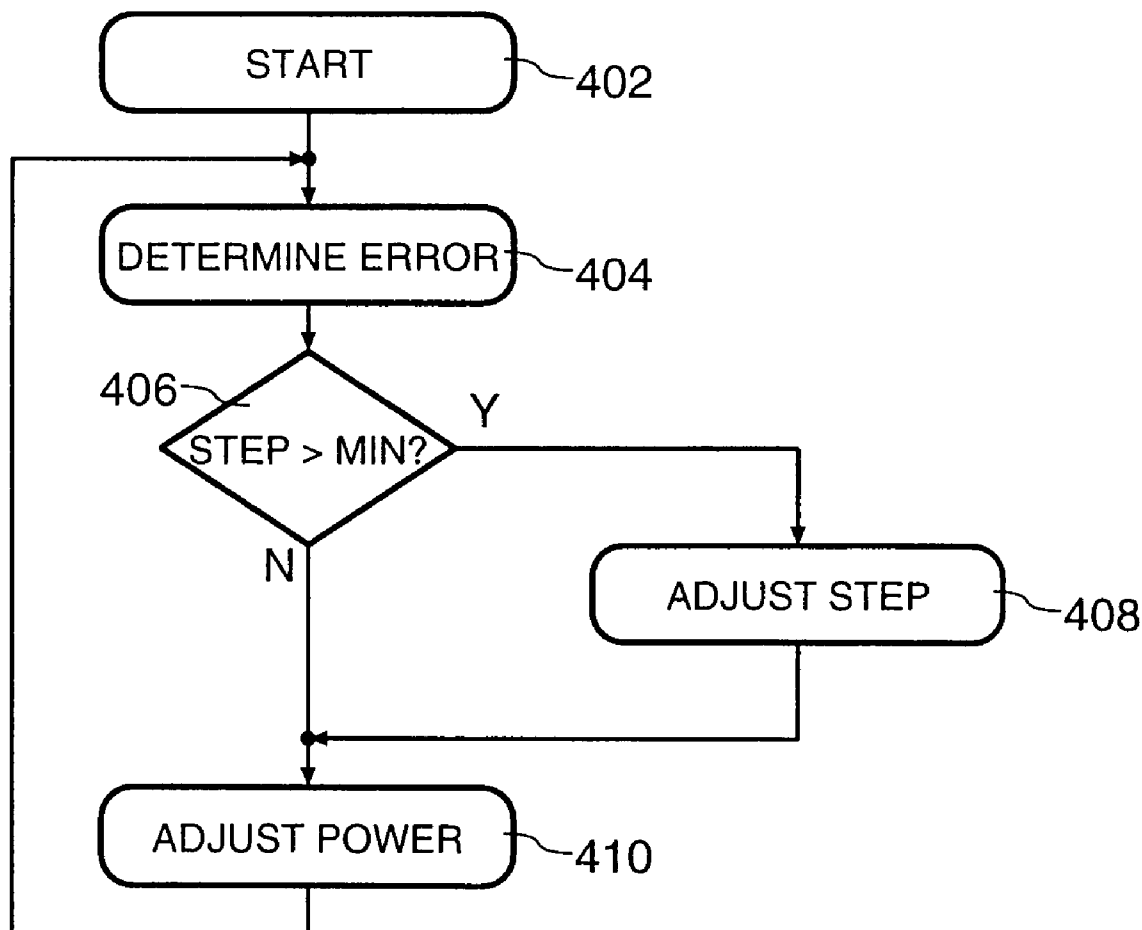 START
402
DETERMINE ERROR
404
406
STEP > MIN?
Y
N
ADJUST STEP
408
ADJUST POWER
410